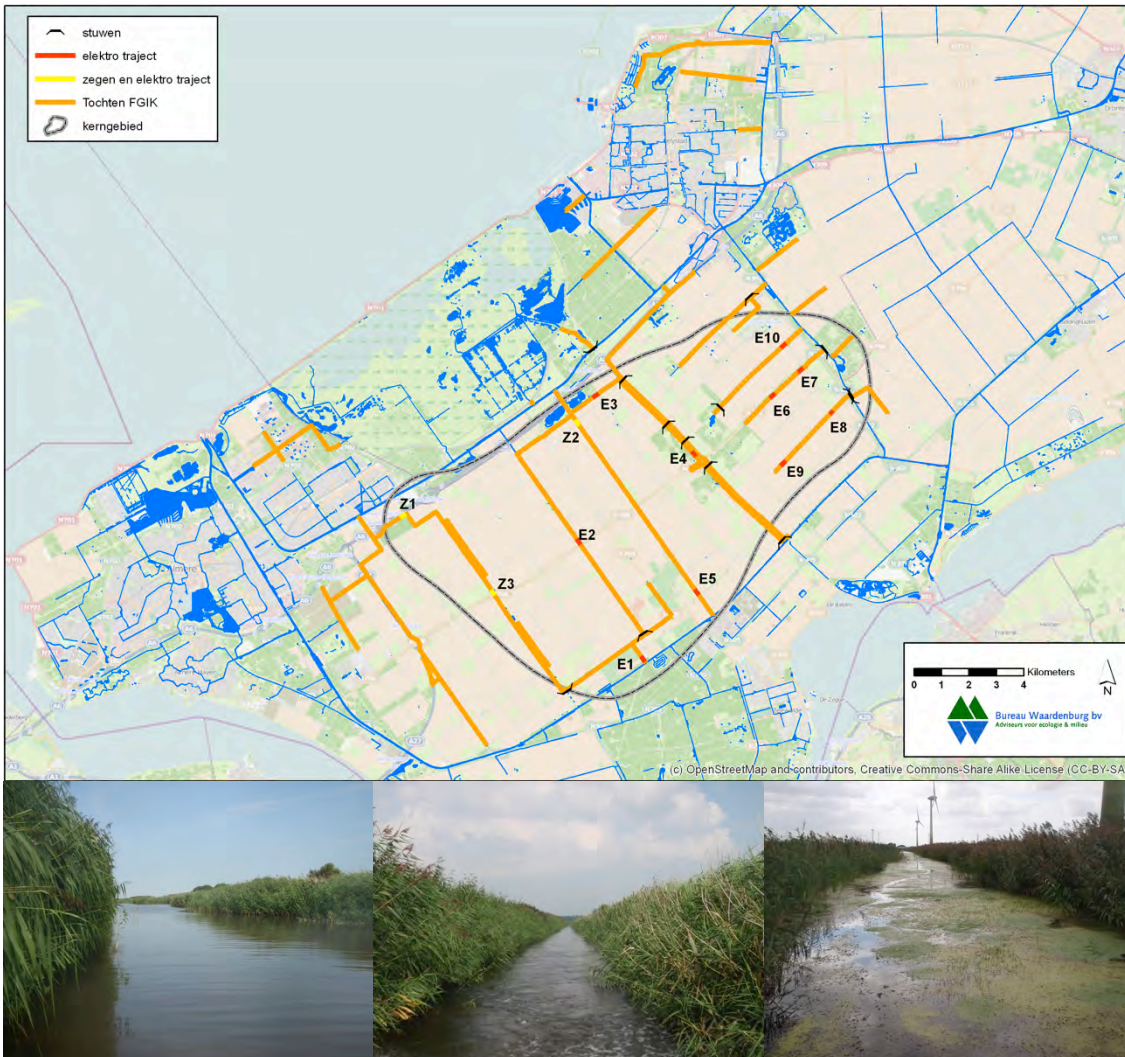 stuwen
elektro traject
zegen en elektro traject
Tochten FGIK
kerngebied
E10
E7
E3
E6
E8
Z2
E4
E9
Z1
E2
Z3
E5
E1
Kilometers
0 1 2 3 4
N
Bureau Waardenburg bv
Adviseurs voor ecologie & milieu
(c) OpenStreetMap and contributors, Creative Commons-Share Alike License (CC-BY-SA